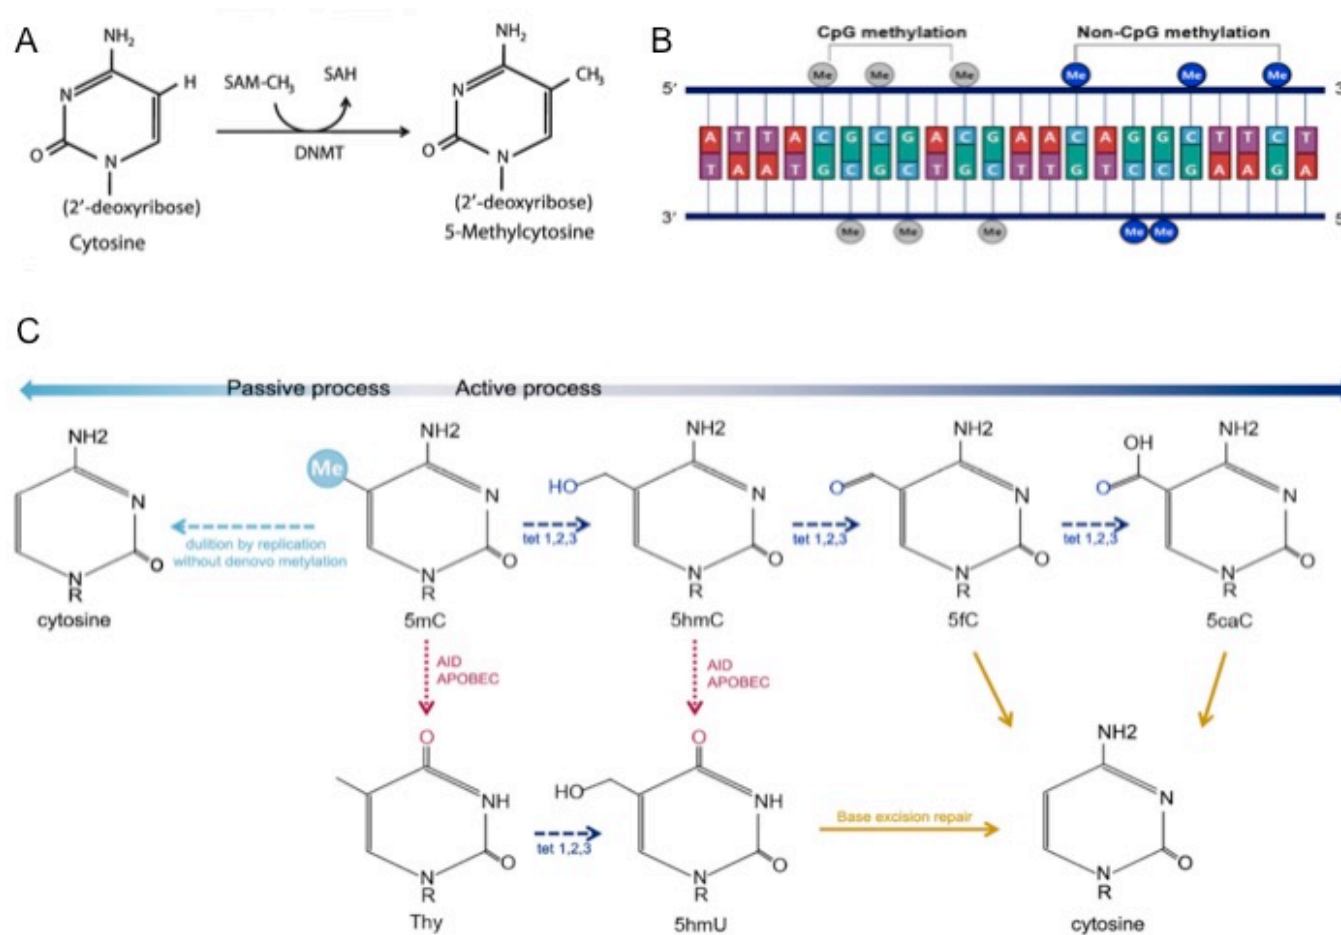 A
NH₂
H
N
O
N
(2'-deoxyribose)
Cytosine
SAM-CH₃
SAH
DNMT
NH₂
CH₃
N
O
N
(2'-deoxyribose)
5-Methylcytosine
B
CpG methylation
Non-CpG methylation
Me Me Me Me Me Me
5' 3'
A T T A C G C G A C G A A C A G G C T T C T
T A A T G C G C T G C T T G T C C G A A G A
3' 5'
Me Me Me Me Me
C
Passive process
Active process
NH2
N
O
N
R
cytosine
dulition by replication
without denovo metylation
Me
NH2
N
O
N
R
5mC
tet 1,2,3
HO
NH2
N
O
N
R
5hmC
tet 1,2,3
O
NH2
N
O
N
R
5fC
tet 1,2,3
OH
O
NH2
N
O
N
R
5caC
AID
APOBEC
AID
APOBEC
O
NH
O
N
R
Thy
tet 1,2,3
O
HO
NH
O
N
R
5hmU
Base excision repair
NH2
N
O
N
R
cytosine